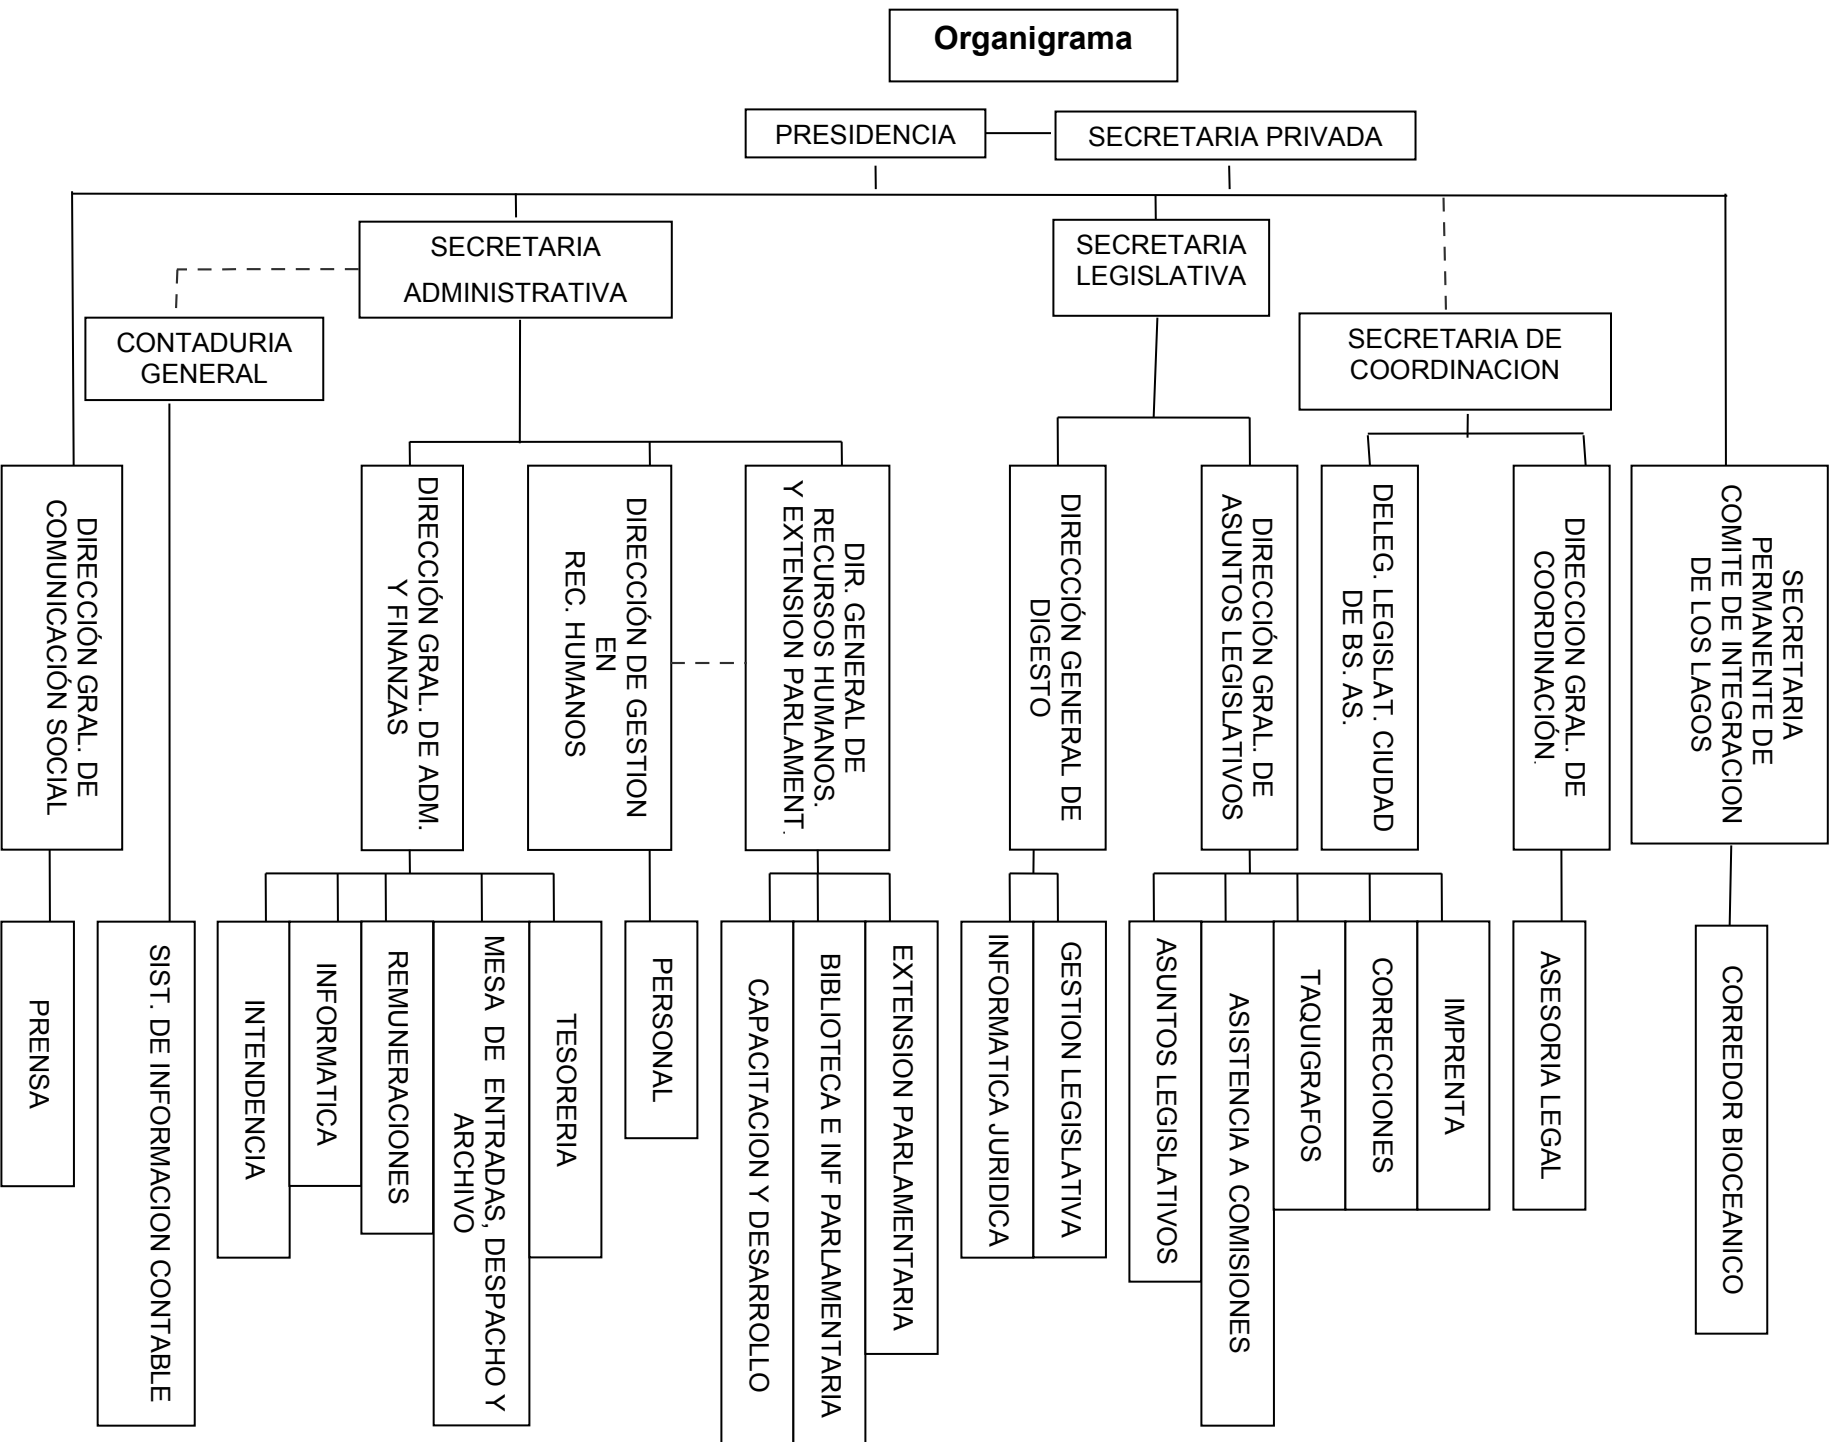 Organigrama
PRESIDENCIA
SECRETARIA PRIVADA
SECRETARIA
ADMINISTRATIVA
SECRETARIA
LEGISLATIVA
CONTADURIA
GENERAL
SECRETARIA DE
COORDINACION
DIRECCIÓN GRAL. DE
COMUNICACIÓN SOCIAL
DIRECCIÓN GRAL. DE ADM.
Y FINANZAS
DIRECCIÓN DE GESTION
EN
REC. HUMANOS
DIR. GENERAL DE
RECURSOS HUMANOS.
Y EXTENSION PARLAMENT.
DIRECCIÓN GENERAL DE
DIGESTO
DIRECCIÓN GRAL. DE
ASUNTOS LEGISLATIVOS
DELEG. LEGISLAT. CIUDAD
DE BS. AS.
DIRECCION GRAL. DE
COORDINACIÓN.
SECRETARIA
PERMANENTE DE
COMITE DE INTEGRACION
DE LOS LAGOS
PRENSA
SIST. DE INFORMACION CONTABLE
INTENDENCIA
INFORMATICA
REMUNERACIONES
MESA DE ENTRADAS, DESPACHO Y
ARCHIVO
TESORERIA
PERSONAL
CAPACITACION Y DESARROLLO
BIBLIOTECA E INF PARLAMENTARIA
EXTENSION PARLAMENTARIA
INFORMATICA JURIDICA
GESTION LEGISLATIVA
ASUNTOS LEGISLATIVOS
ASISTENCIA A COMISIONES
TAQUIGRAFOS
CORRECCIONES
IMPRENTA
ASESORIA LEGAL
CORREDOR BIOCEANICO